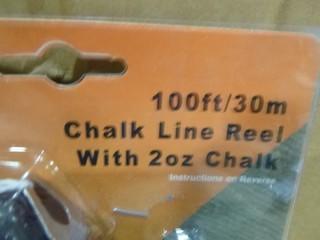 100ft/30m
Chalk Line Reel
With 2oz Chalk
Instructions on Reverse